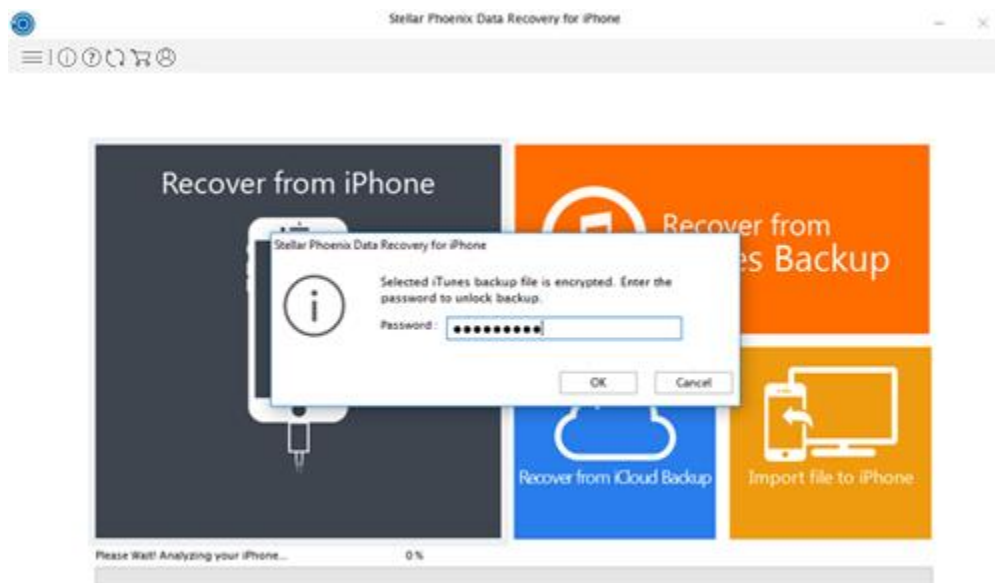 Stellar Phoenix Data Recovery for iPhone
Recover from iPhone
Recover from
es Backup
Stellar Phoenix Data Recovery for iPhone
Selected iTunes backup file is encrypted. Enter the
password to unlock backup.
Password :
OK
Cancel
Recover from iCloud Backup
Import file to iPhone
Please Wait! Analyzing your iPhone...
0 %